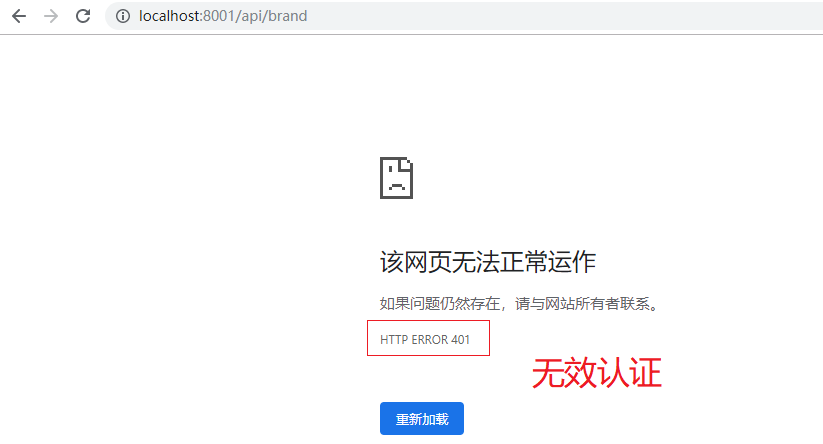 localhost:8001/api/brand
该网页无法正常运作
如果问题仍然存在，请与网站所有者联系。
HTTP ERROR 401
无效认证
重新加载